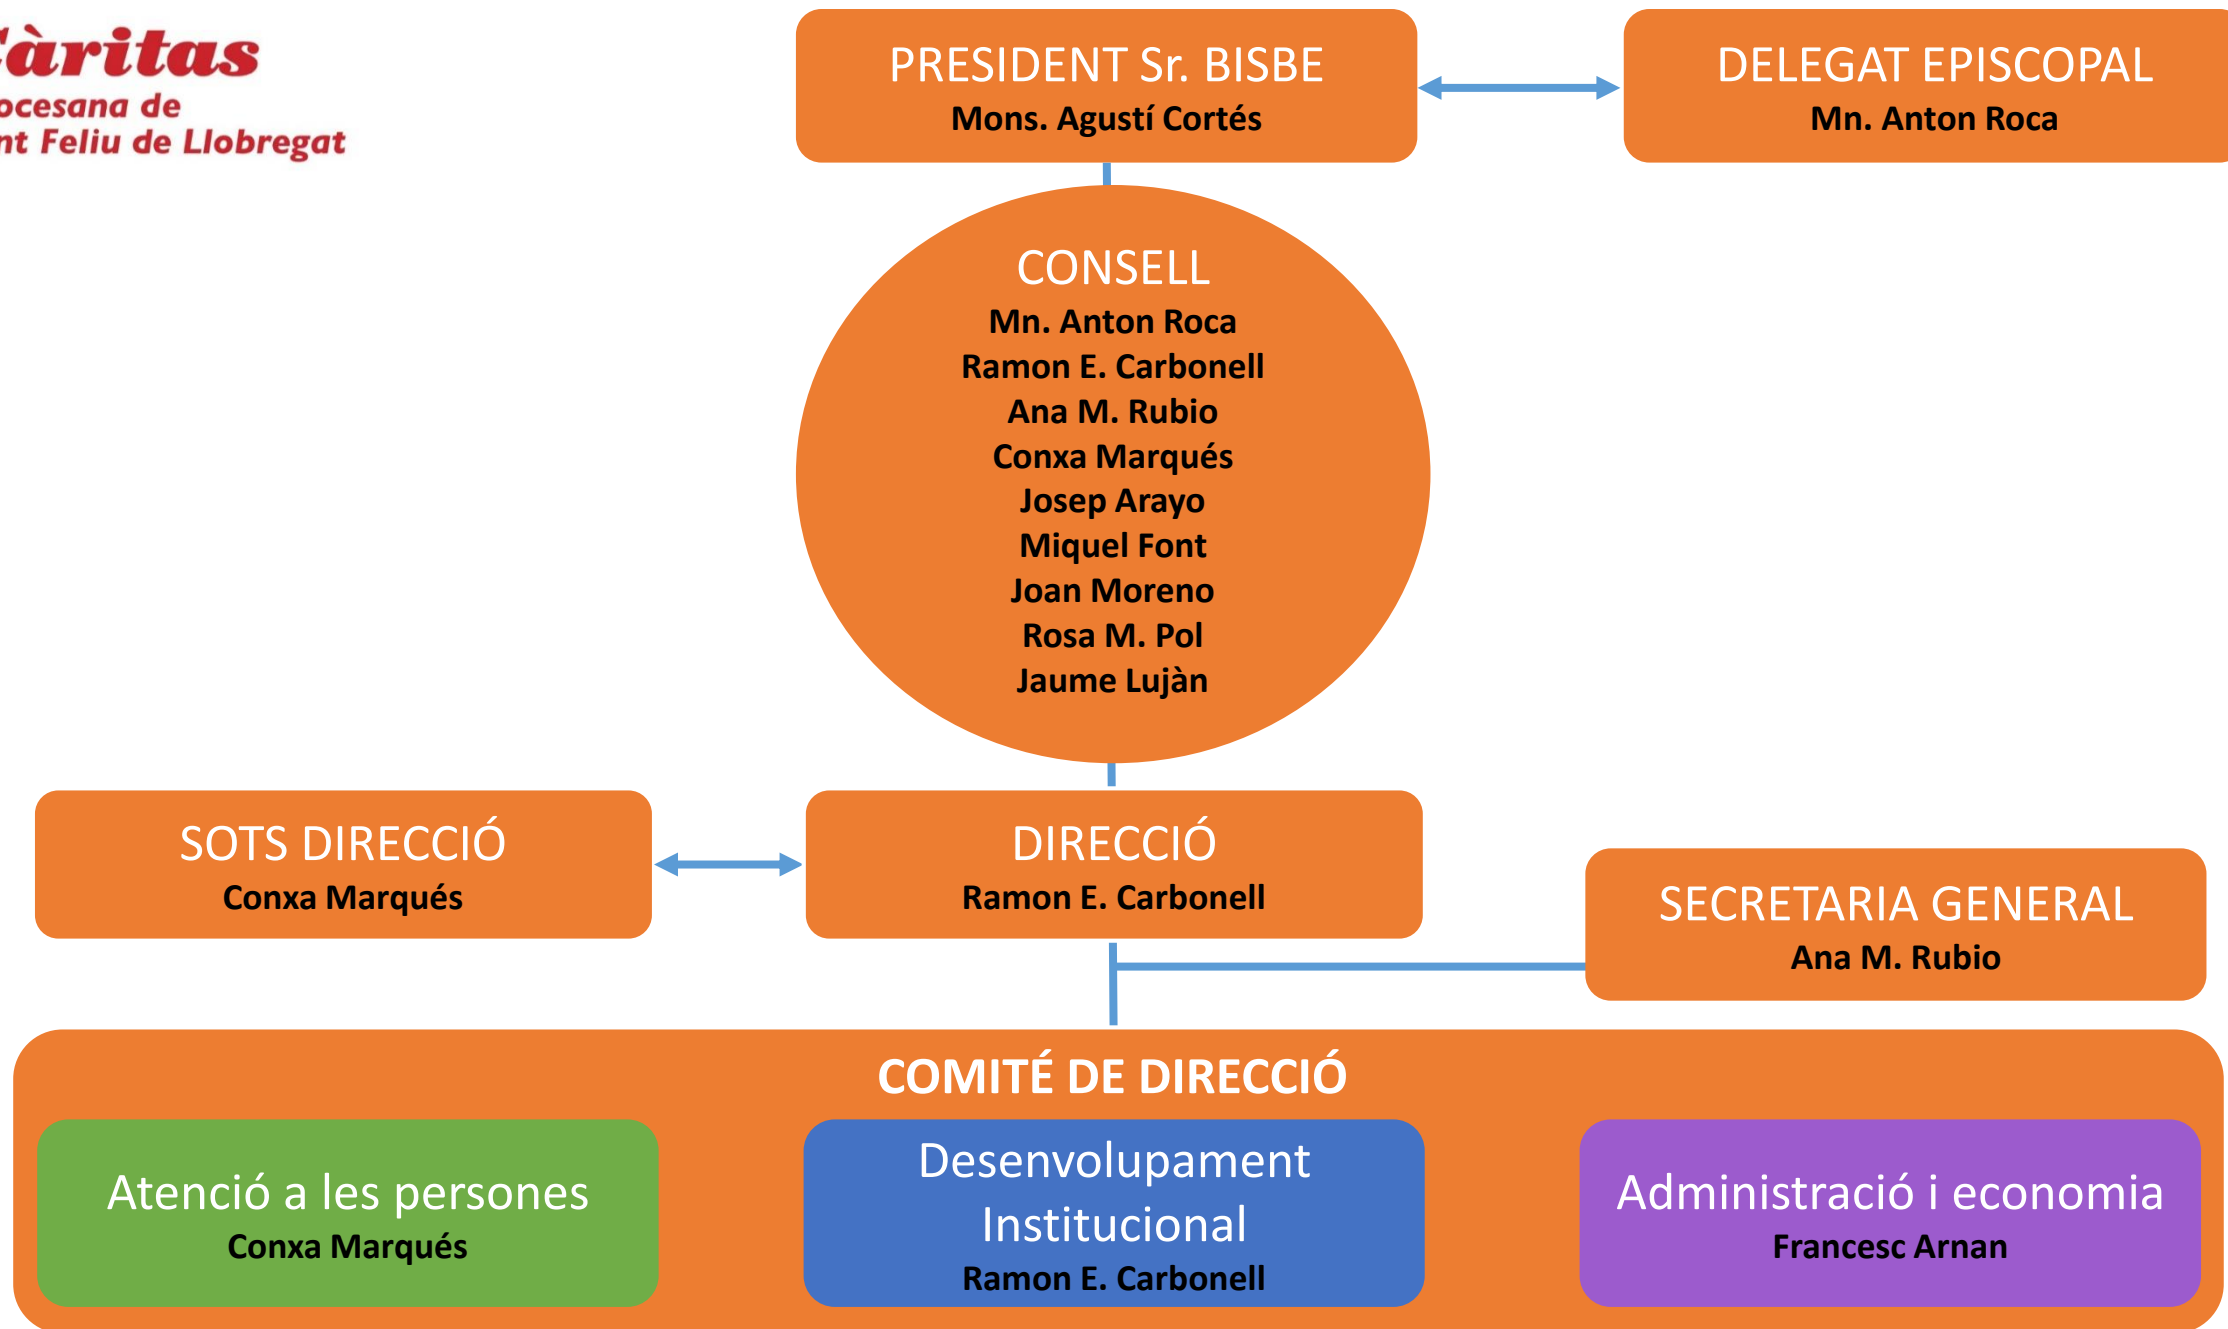 Càritas
ocesana de
nt Feliu de Llobregat
PRESIDENT Sr. BISBE
Mons. Agustí Cortés
DELEGAT EPISCOPAL
Mn. Anton Roca
CONSELL
Mn. Anton Roca
Ramon E. Carbonell
Ana M. Rubio
Conxa Marqués
Josep Arayo
Miquel Font
Joan Moreno
Rosa M. Pol
Jaume Lujàn
SOTS DIRECCIÓ
Conxa Marqués
DIRECCIÓ
Ramon E. Carbonell
SECRETARIA GENERAL
Ana M. Rubio
COMITÉ DE DIRECCIÓ
Atenció a les persones
Conxa Marqués
Desenvolupament
Institucional
Ramon E. Carbonell
Administració i economia
Francesc Arnan